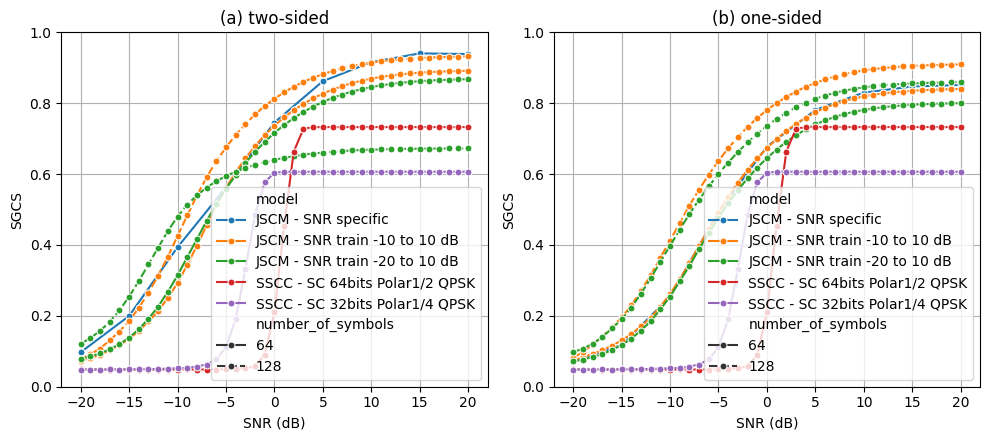 (a) two-sided
SGCS
1.0
0.8
0.6
0.4
0.2
0.0
−20
−15
−10
−5
0
5
10
15
20
SNR (dB)
model
JSCM - SNR specific
JSCM - SNR train -10 to 10 dB
JSCM - SNR train -20 to 10 dB
SSCC - SC 64bits Polar1/2 QPSK
SSCC - SC 32bits Polar1/4 QPSK
number_of_symbols
64
128
(b) one-sided
SGCS
1.0
0.8
0.6
0.4
0.2
0.0
−20
−15
−10
−5
0
5
10
15
20
SNR (dB)
model
JSCM - SNR specific
JSCM - SNR train -10 to 10 dB
JSCM - SNR train -20 to 10 dB
SSCC - SC 64bits Polar1/2 QPSK
SSCC - SC 32bits Polar1/4 QPSK
number_of_symbols
64
128